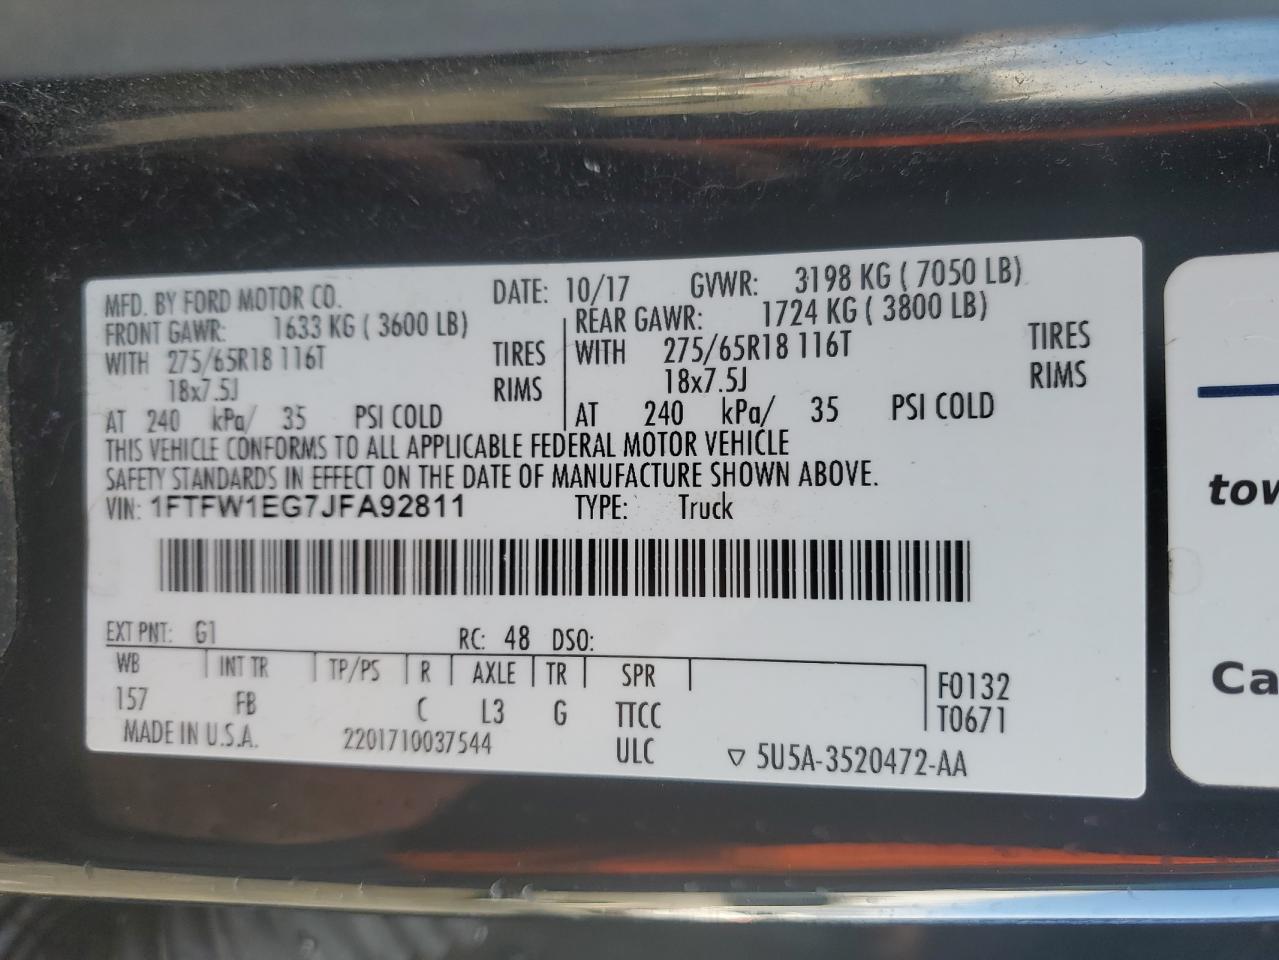 MFD. BY FORD MOTOR CO. DATE: 10/17 GVWR: 3198 KG ( 7050 LB)
FRONT GAWR: 1633 KG ( 3600 LB) REAR GAWR: 1724 KG ( 3800 LB)
WITH 275/65R18 116T TIRES WITH 275/65R18 116T TIRES
18x7.5J RIMS 18x7.5J RIMS
AT 240 kPa/ 35 PSI COLD AT 240 kPa/ 35 PSI COLD
THIS VEHICLE CONFORMS TO ALL APPLICABLE FEDERAL MOTOR VEHICLE
SAFETY STANDARDS IN EFFECT ON THE DATE OF MANUFACTURE SHOWN ABOVE.
VIN: 1FTFW1EG7JFA92811 TYPE: Truck
EXT PNT: G1 RC: 48 DSO:
WB INT TR TP/PS R AXLE TR SPR F0132
157 FB C L3 G TTCC T0671
MADE IN U.S.A. 2201710037544 ULC ▽ 5U5A-3520472-AA
tow
Ca